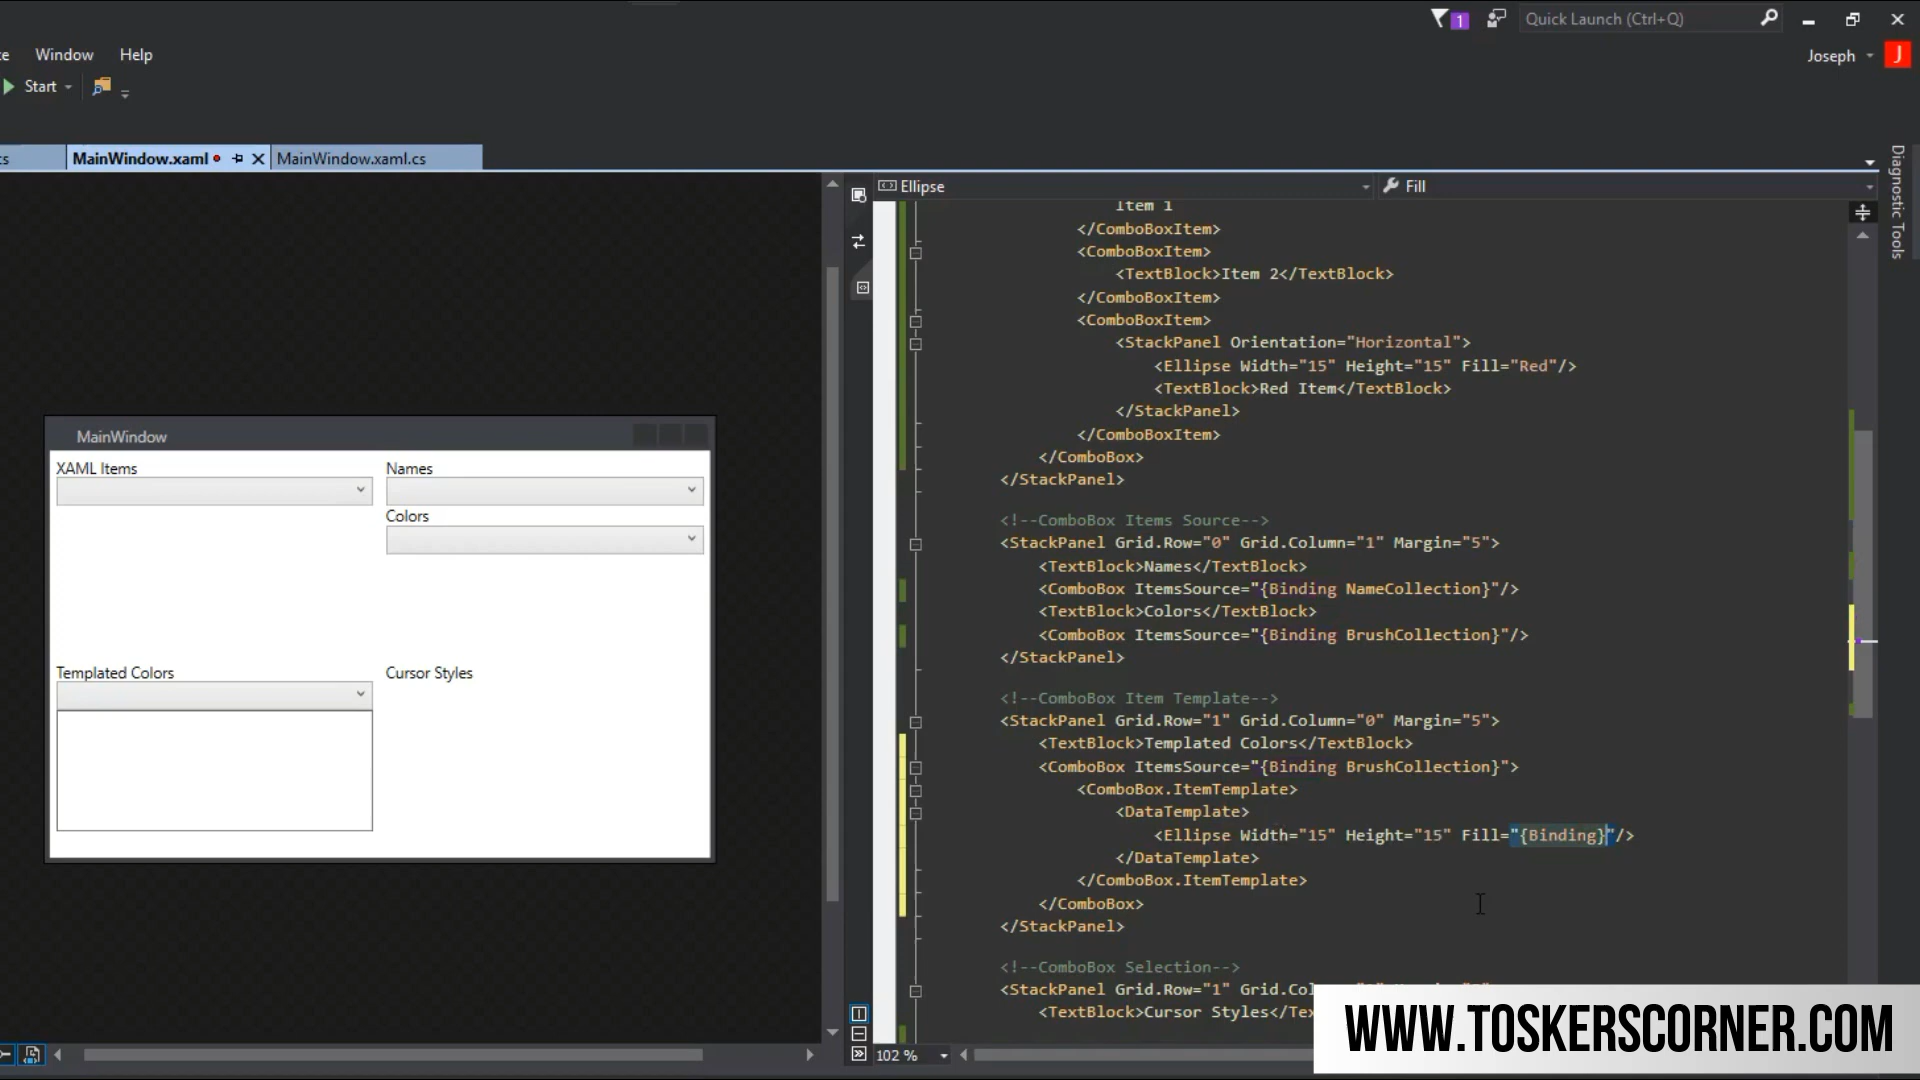 1
Quick Launch (Ctrl+Q)
Window Help
Joseph
J
Start
MainWindow.xaml
MainWindow.xaml.cs
Diagnostic Tools
Ellipse
Fill
MainWindow
XAML Items
Names
Colors
Templated Colors
Cursor Styles
Item 1
</ComboBoxItem>
<ComboBoxItem>
<TextBlock>Item 2</TextBlock>
</ComboBoxItem>
<ComboBoxItem>
<StackPanel Orientation="Horizontal">
<Ellipse Width="15" Height="15" Fill="Red"/>
<TextBlock>Red Item</TextBlock>
</StackPanel>
</ComboBoxItem>
</ComboBox>
</StackPanel>
<!--ComboBox Items Source-->
<StackPanel Grid.Row="0" Grid.Column="1" Margin="5">
<TextBlock>Names</TextBlock>
<ComboBox ItemsSource="{Binding NameCollection}"/>
<TextBlock>Colors</TextBlock>
<ComboBox ItemsSource="{Binding BrushCollection}"/>
</StackPanel>
<!--ComboBox Item Template-->
<StackPanel Grid.Row="1" Grid.Column="0" Margin="5">
<TextBlock>Templated Colors</TextBlock>
<ComboBox ItemsSource="{Binding BrushCollection}">
<ComboBox.ItemTemplate>
<DataTemplate>
<Ellipse Width="15" Height="15" Fill="{Binding}"/>
</DataTemplate>
</ComboBox.ItemTemplate>
</ComboBox>
</StackPanel>
<!--ComboBox Selection-->
<StackPanel Grid.Row="1" Grid.Col
<TextBlock>Cursor Styles</Te
102 %
WWW.TOSKERSCORNER.COM